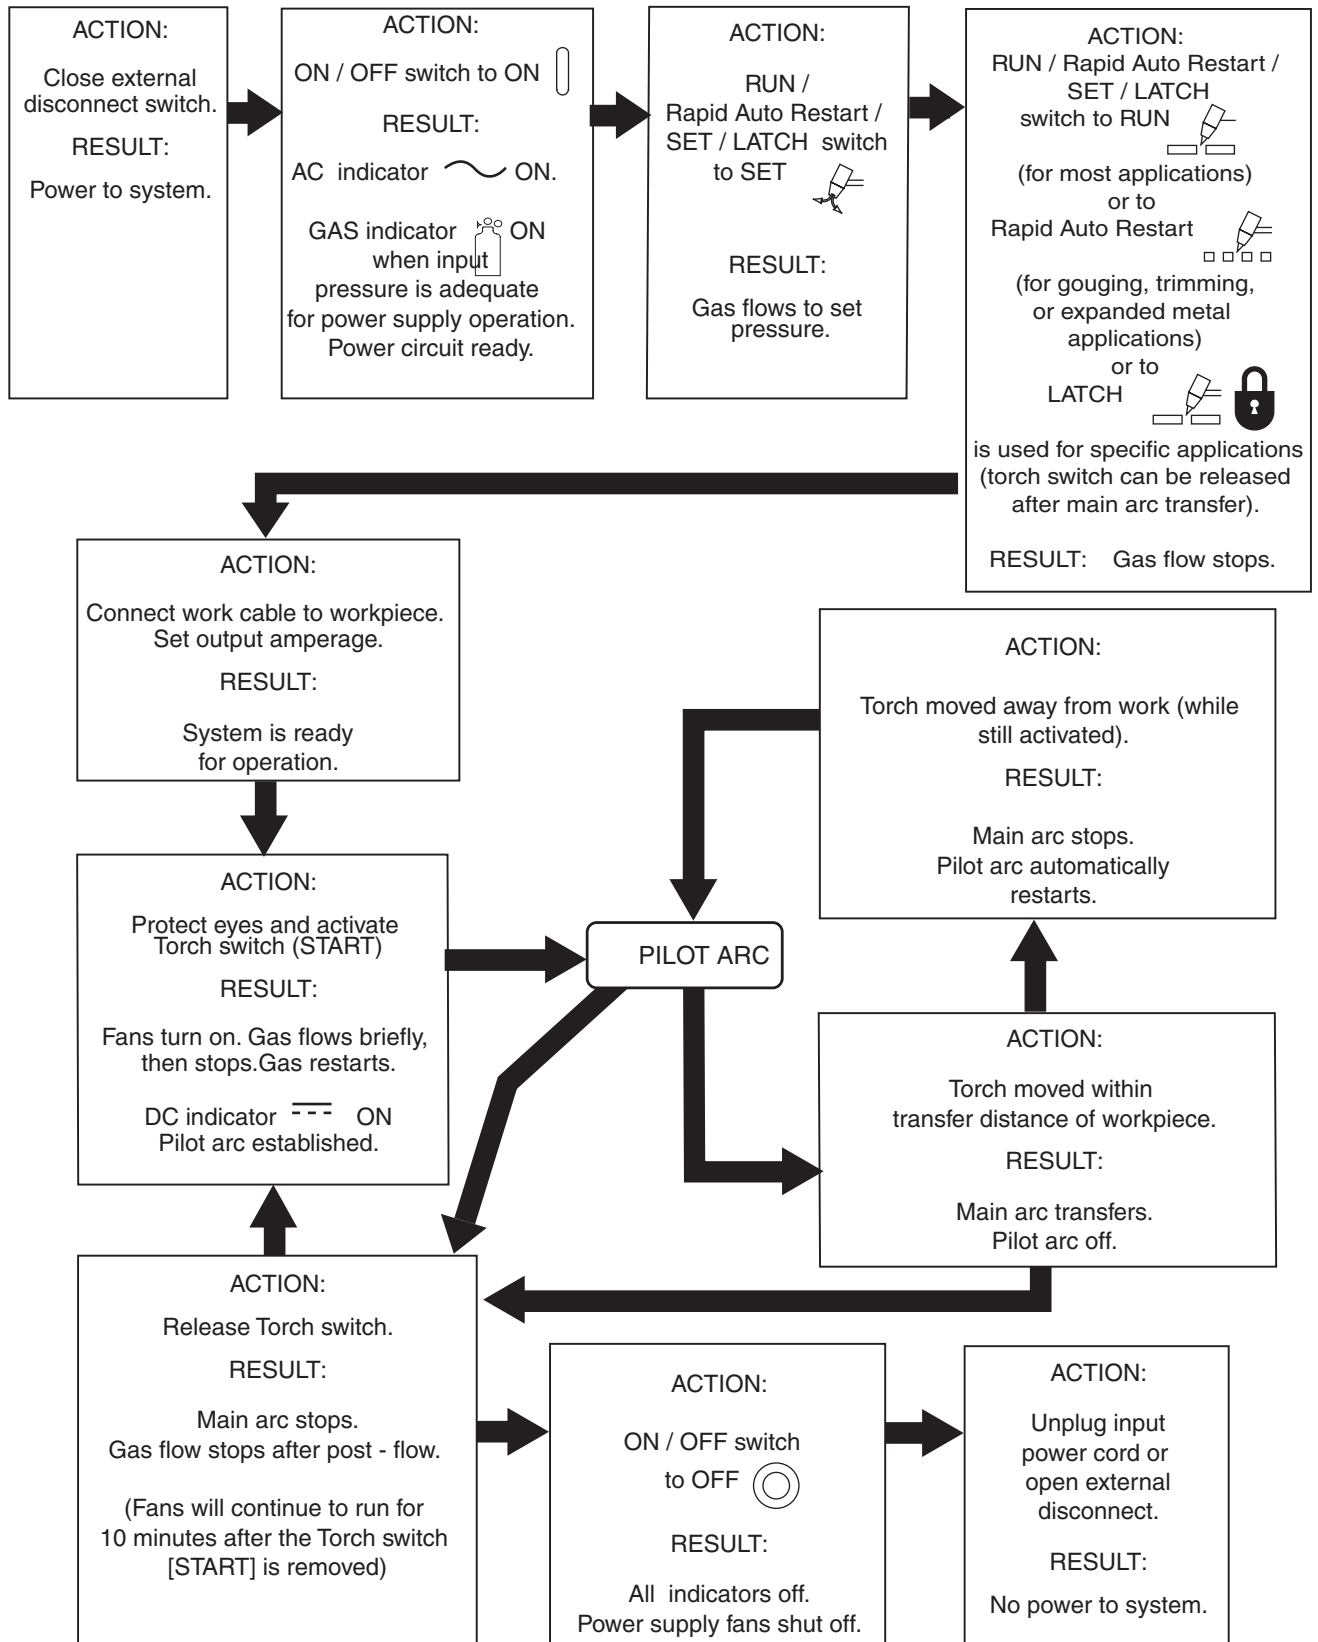 ACTION:
Close external
disconnect switch.
RESULT:
Power to system.
ACTION:
ON / OFF switch to ON
RESULT:
AC indicator ON.
GAS indicator ON
when input
pressure is adequate
for power supply operation.
Power circuit ready.
ACTION:
RUN /
Rapid Auto Restart /
SET / LATCH switch
to SET
RESULT:
Gas flows to set
pressure.
ACTION:
RUN / Rapid Auto Restart /
SET / LATCH
switch to RUN
(for most applications)
or to
Rapid Auto Restart
(for gouging, trimming,
or expanded metal
applications)
or to
LATCH
is used for specific applications
(torch switch can be released
after main arc transfer).
RESULT: Gas flow stops.
ACTION:
Connect work cable to workpiece.
Set output amperage.
RESULT:
System is ready
for operation.
ACTION:
Protect eyes and activate
Torch switch (START)
RESULT:
Fans turn on. Gas flows briefly,
then stops.Gas restarts.
DC indicator ON
Pilot arc established.
PILOT ARC
ACTION:
Torch moved away from work (while
still activated).
RESULT:
Main arc stops.
Pilot arc automatically
restarts.
ACTION:
Torch moved within
transfer distance of workpiece.
RESULT:
Main arc transfers.
Pilot arc off.
ACTION:
Release Torch switch.
RESULT:
Main arc stops.
Gas flow stops after post - flow.
(Fans will continue to run for
10 minutes after the Torch switch
[START] is removed)
ACTION:
ON / OFF switch
to OFF
RESULT:
All indicators off.
Power supply fans shut off.
ACTION:
Unplug input
power cord or
open external
disconnect.
RESULT:
No power to system.